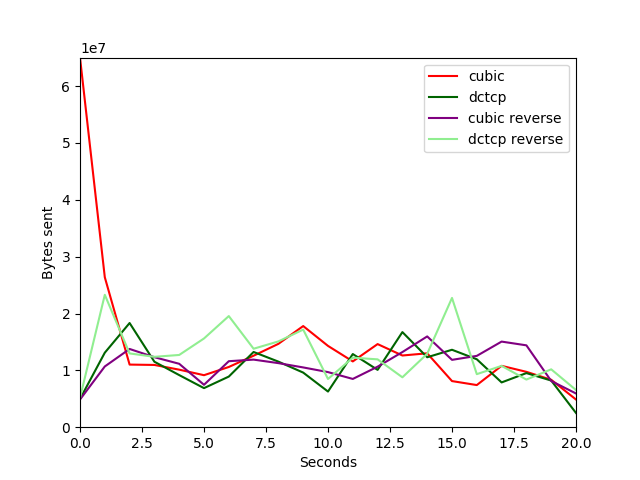 1e7
6
5
4
3
2
1
0
Bytes sent
0.0 2.5 5.0 7.5 10.0 12.5 15.0 17.5 20.0
Seconds
cubic
dctcp
cubic reverse
dctcp reverse